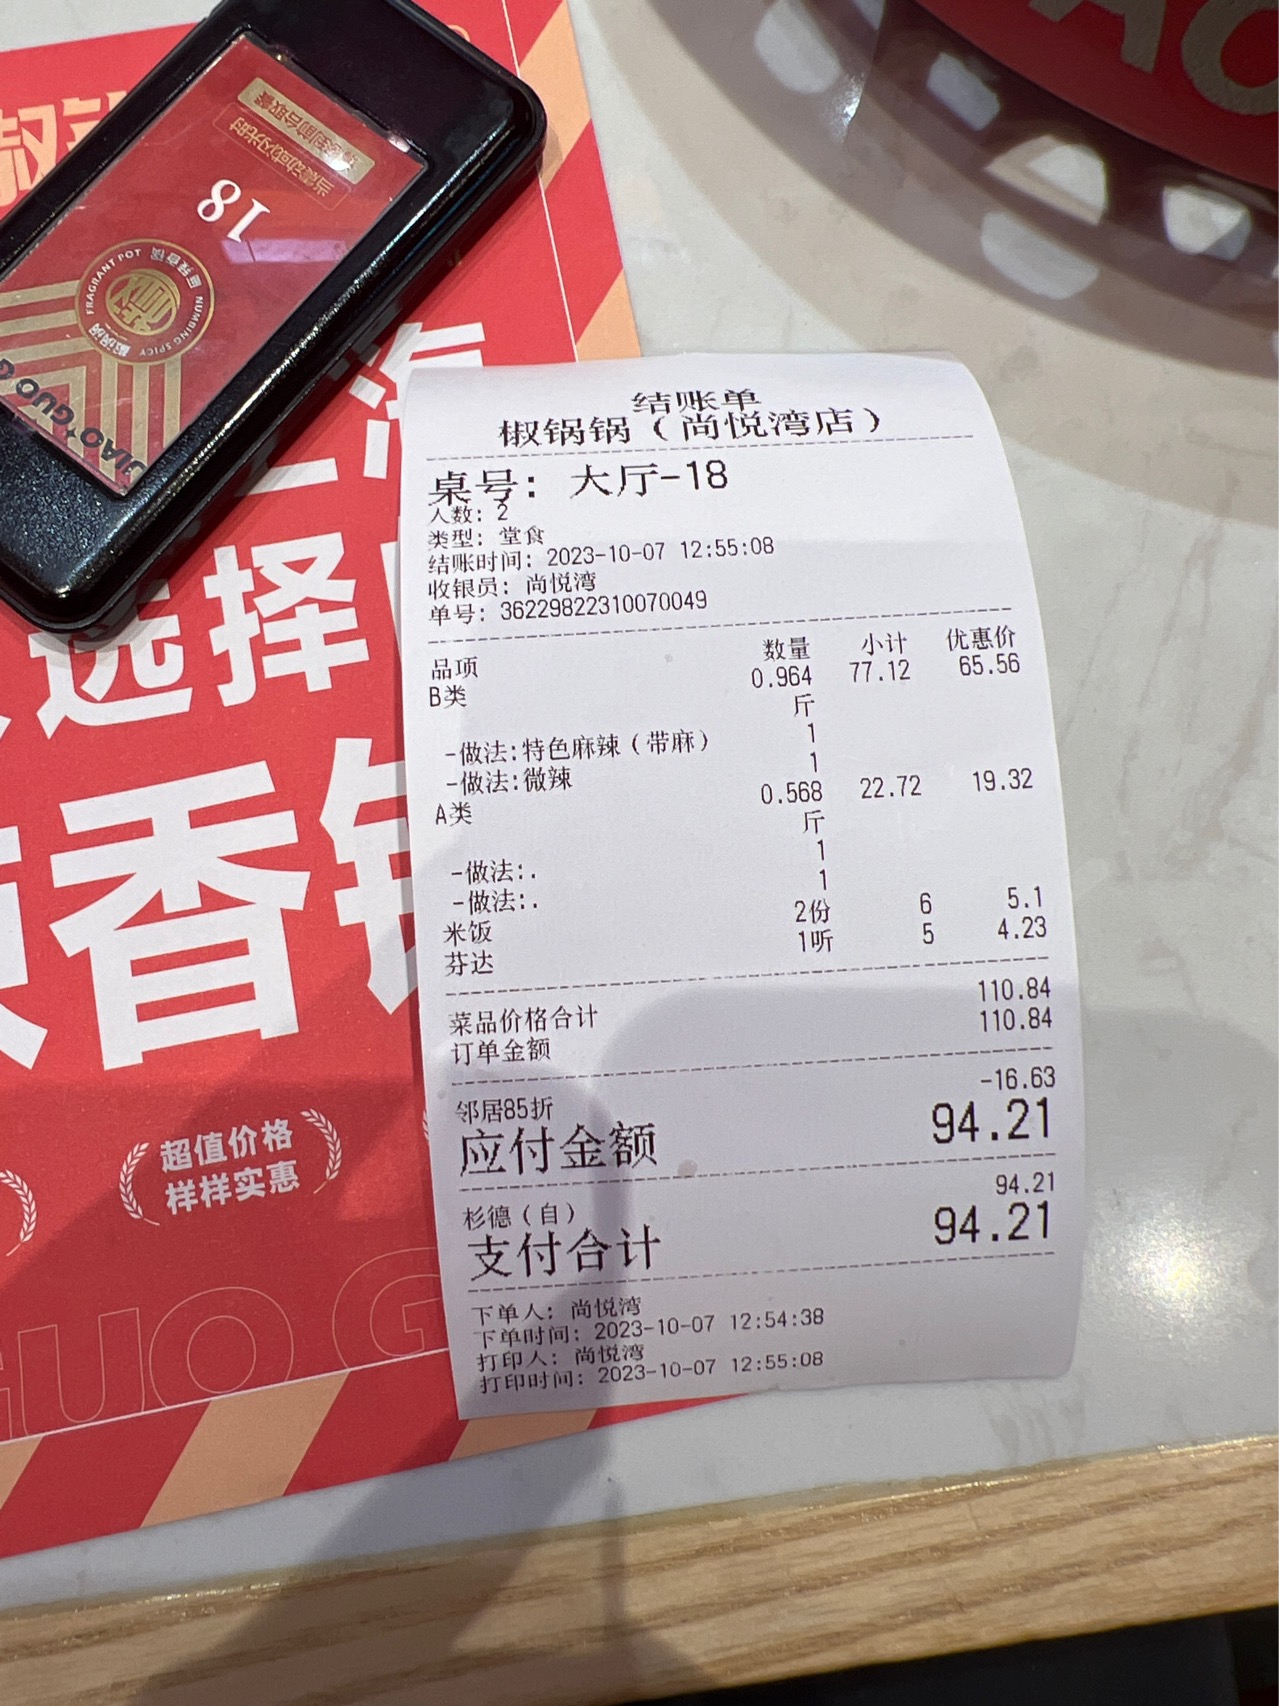 18
FRAGRANT POT
NUMBING SPICY
JIAO★GUO
选择
香锅
超值价格
样样实惠
GUO G
结账单
椒锅锅（尚悦湾店）
桌号： 大厅-18
人数: 2
类型: 堂食
结账时间: 2023-10-07 12:55:08
收银员: 尚悦湾
单号: 36229822310070049
品项 数量 小计 优惠价
B类 0.964 77.12 65.56
斤
-做法:特色麻辣（带麻） 1
-做法:微辣 1
A类 0.568 22.72 19.32
斤
-做法:. 1
-做法:. 1
米饭 2份 6 5.1
芬达 1听 5 4.23
菜品价格合计 110.84
订单金额 110.84
邻居85折 -16.63
应付金额 94.21
杉德（自） 94.21
支付合计 94.21
下单人: 尚悦湾
下单时间: 2023-10-07 12:54:38
打印人: 尚悦湾
打印时间: 2023-10-07 12:55:08